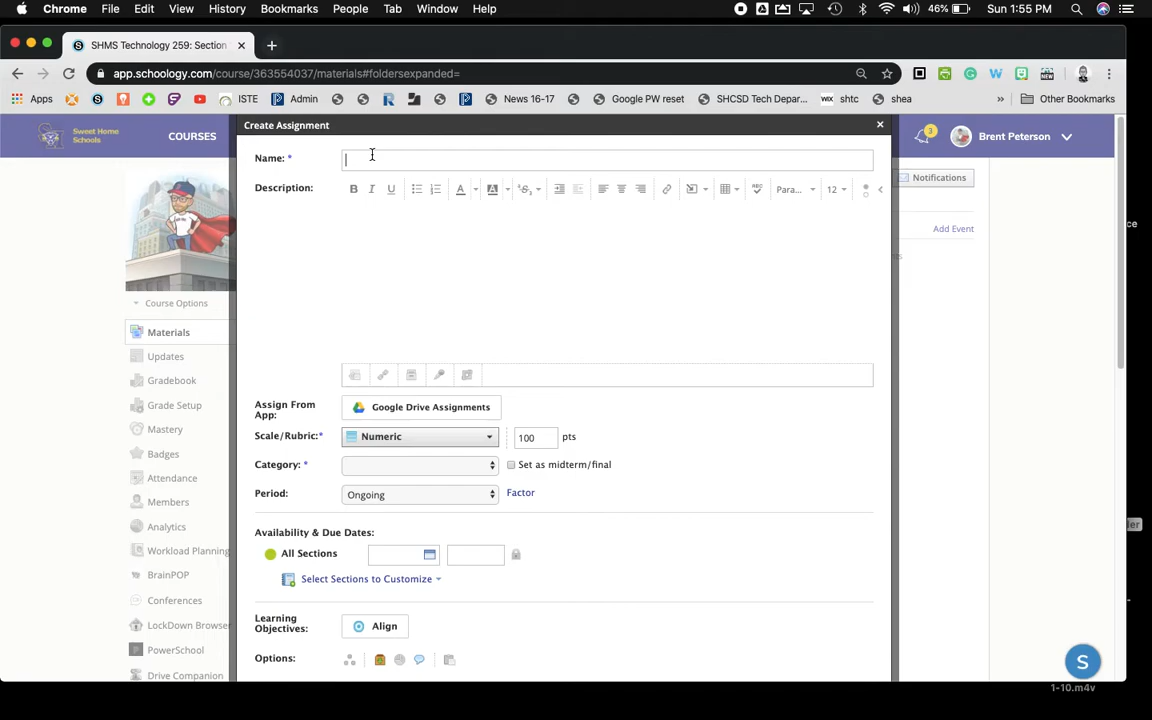 Chrome File Edit View History Bookmarks People Tab Window Help 46% Sun 1:55 PM
SHMS Technology 259: Section
app.schoology.com/course/363554037/materials#foldersexpanded=
Apps ISTE Admin News 16-17 Google PW reset SHCSD Tech Depar... WIX shtc shea » Other Bookmarks
Sweet Home Schools COURSES 3 Brent Peterson
Create Assignment
Notifications
Add Event
Course Options
Materials
Updates
Gradebook
Grade Setup
Mastery
Badges
Attendance
Members
Analytics
Workload Planning
BrainPOP
Conferences
LockDown Browser
PowerSchool
Drive Companion
Name: *
Description: B I U A A Para... 12
Assign From App: Google Drive Assignments
Scale/Rubric:* Numeric 100 pts
Category: * Set as midterm/final
Period: Ongoing Factor
Availability & Due Dates:
All Sections
Select Sections to Customize
Learning Objectives: Align
Options:
S
1-10.m4v